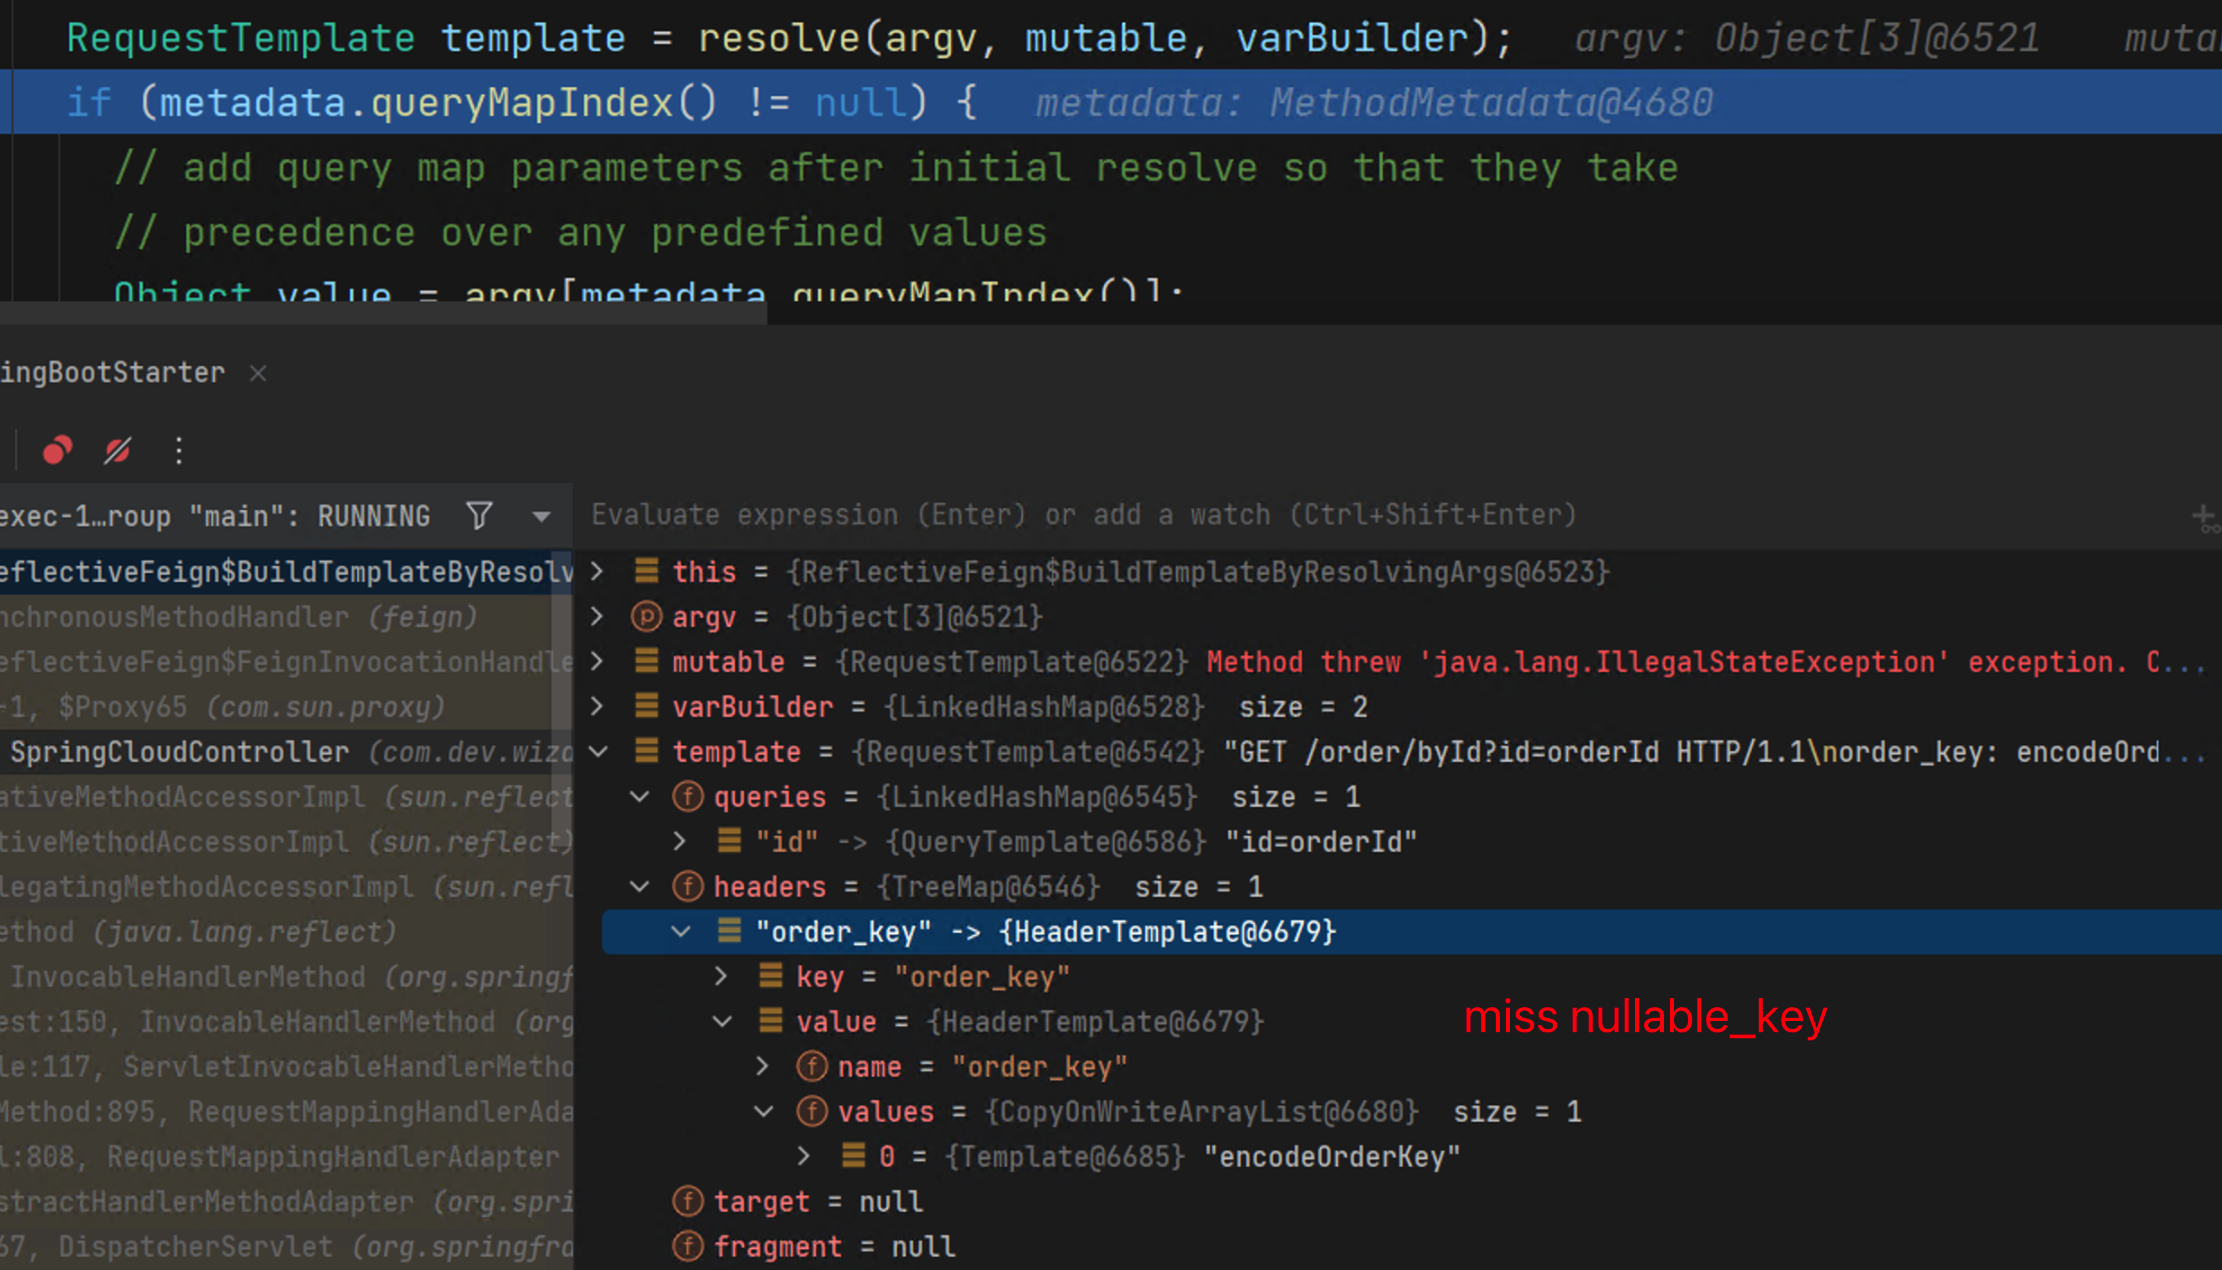 RequestTemplate template = resolve(argv, mutable, varBuilder); argv: Object[3]@6521 muta
if (metadata.queryMapIndex() != null) { metadata: MethodMetadata@4680
// add query map parameters after initial resolve so that they take
// precedence over any predefined values
Object value = argv[metadata.queryMapIndex()];
ingBootStarter
exec-1…roup "main": RUNNING
Evaluate expression (Enter) or add a watch (Ctrl+Shift+Enter)
eflectiveFeign$BuildTemplateByResolv
this = {ReflectiveFeign$BuildTemplateByResolvingArgs@6523}
nchronousMethodHandler (feign)
argv = {Object[3]@6521}
eflectiveFeign$FeignInvocationHandle
mutable = {RequestTemplate@6522} Method threw 'java.lang.IllegalStateException' exception. C...
-1, $Proxy65 (com.sun.proxy)
varBuilder = {LinkedHashMap@6528} size = 2
SpringCloudController (com.dev.wiza
template = {RequestTemplate@6542} "GET /order/byId?id=orderId HTTP/1.1\norder_key: encodeOrd...
ativeMethodAccessorImpl (sun.reflect
queries = {LinkedHashMap@6545} size = 1
tiveMethodAccessorImpl (sun.reflect)
"id" -> {QueryTemplate@6586} "id=orderId"
legatingMethodAccessorImpl (sun.refl
headers = {TreeMap@6546} size = 1
ethod (java.lang.reflect)
"order_key" -> {HeaderTemplate@6679}
InvocableHandlerMethod (org.springf
key = "order_key"
est:150, InvocableHandlerMethod (org
value = {HeaderTemplate@6679}
miss nullable_key
le:117, ServletInvocableHandlerMetho
name = "order_key"
Method:895, RequestMappingHandlerAda
values = {CopyOnWriteArrayList@6680} size = 1
l:808, RequestMappingHandlerAdapter
0 = {Template@6685} "encodeOrderKey"
stractHandlerMethodAdapter (org.spri
target = null
67, DispatcherServlet (org.springfra
fragment = null